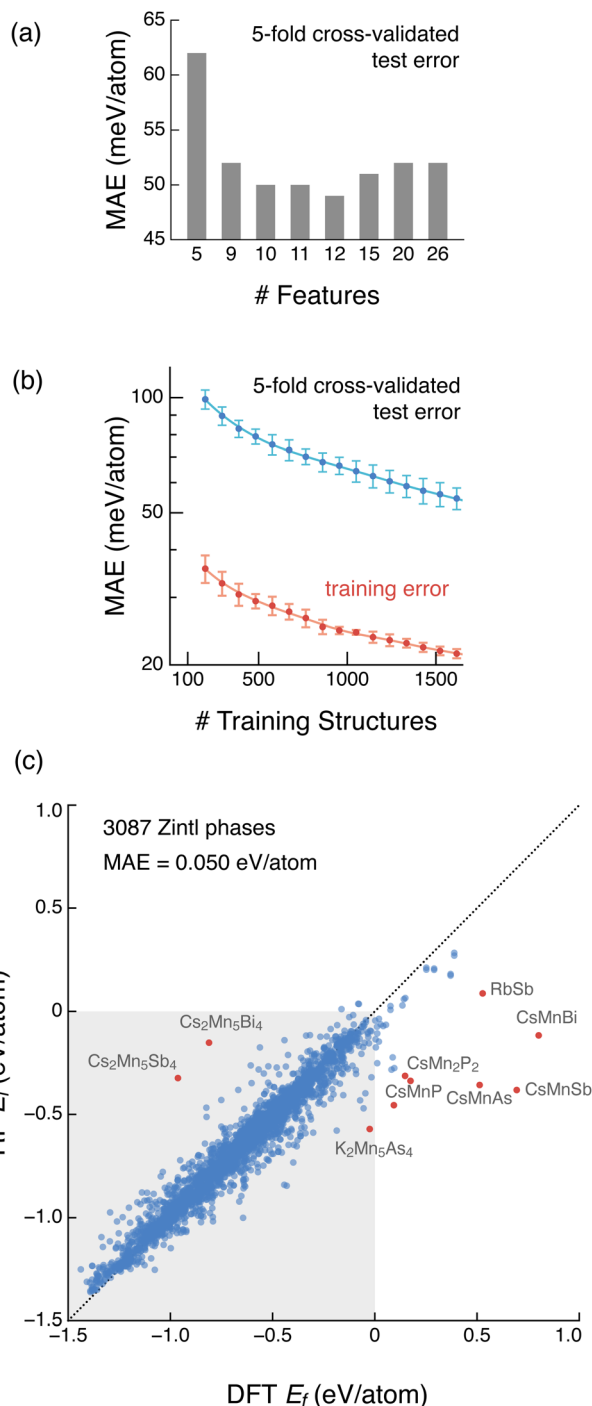 (a)
5-fold cross-validated
test error
MAE (meV/atom)
65
60
55
50
45
5 9 10 11 12 15 20 26
# Features
(b)
5-fold cross-validated
test error
MAE (meV/atom)
100
50
20
training error
100 500 1000 1500
# Training Structures
(c)
3087 Zintl phases
MAE = 0.050 eV/atom
1.0
0.5
0
−0.5
−1.0
−1.5
E_f (eV/atom)
RbSb
CsMnBi
Cs₂Mn₅Bi₄
Cs₂Mn₅Sb₄
CsMn₂P₂
CsMnP
CsMnAs
CsMnSb
K₂Mn₅As₄
−1.5 −1.0 −0.5 0 0.5 1.0
DFT E_f (eV/atom)